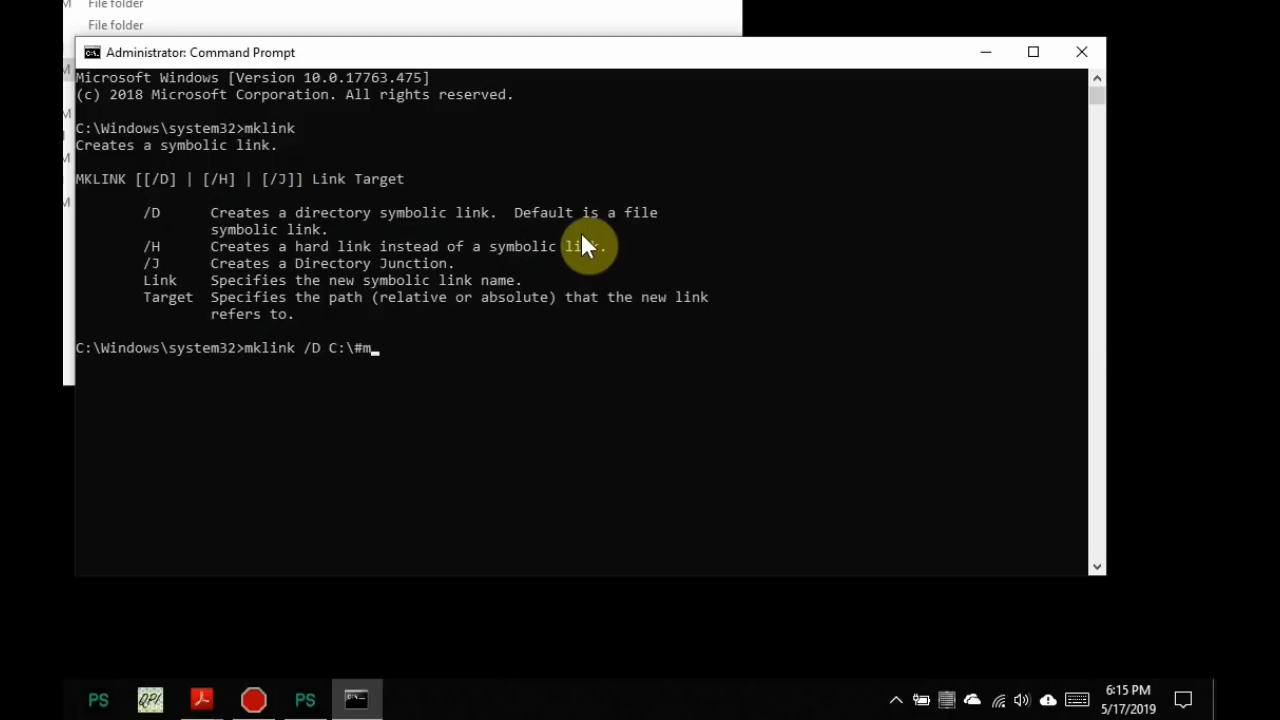 File folder
File folder
Administrator: Command Prompt
Microsoft Windows [Version 10.0.17763.475]
(c) 2018 Microsoft Corporation. All rights reserved.
C:\Windows\system32>mklink
Creates a symbolic link.
MKLINK [[/D] | [/H] | [/J]] Link Target
/D Creates a directory symbolic link. Default is a file
symbolic link.
/H Creates a hard link instead of a symbolic link.
/J Creates a Directory Junction.
Link Specifies the new symbolic link name.
Target Specifies the path (relative or absolute) that the new link
refers to.
C:\Windows\system32>mklink /D C:\#m_
PS
QPI
PS
6:15 PM
5/17/2019